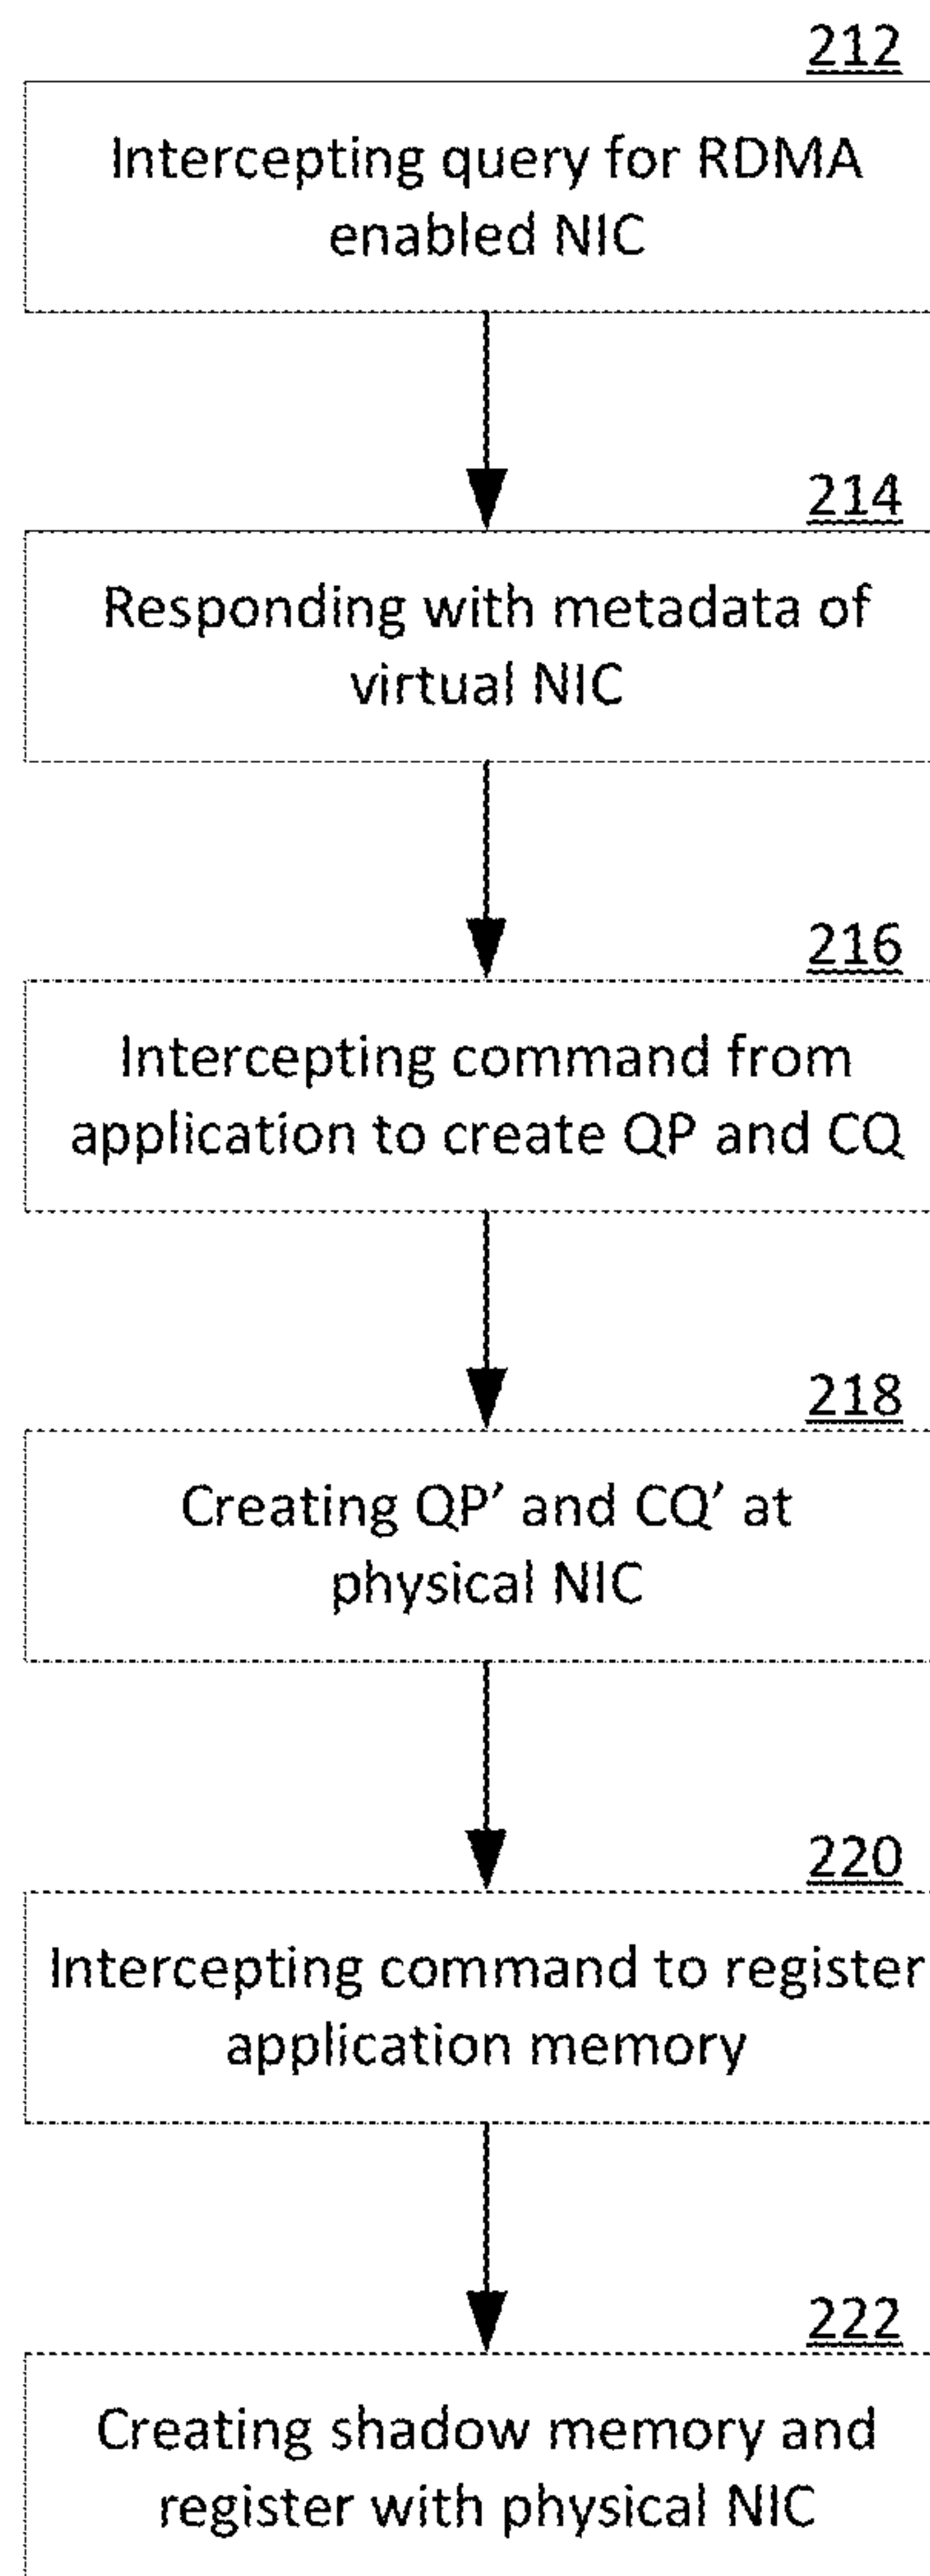 212
Intercepting query for RDMA
enabled NIC
214
Responding with metadata of
virtual NIC
216
Intercepting command from
application to create QP and CQ
218
Creating QP’ and CQ’ at
physical NIC
220
Intercepting command to register
application memory
222
Creating shadow memory and
register with physical NIC